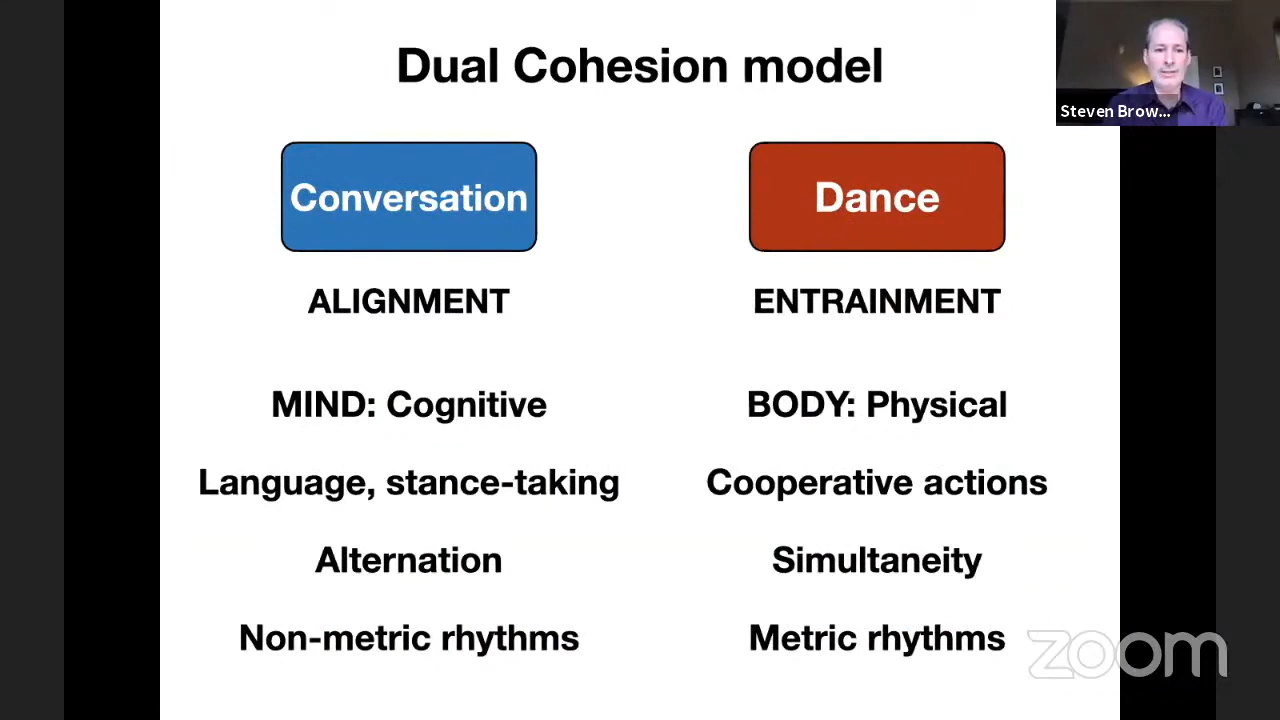 Dual Cohesion model
Steven Brow...
Conversation
Dance
ALIGNMENT
ENTRAINMENT
MIND: Cognitive
BODY: Physical
Language, stance-taking
Cooperative actions
Alternation
Simultaneity
Non-metric rhythms
Metric rhythms
zoom